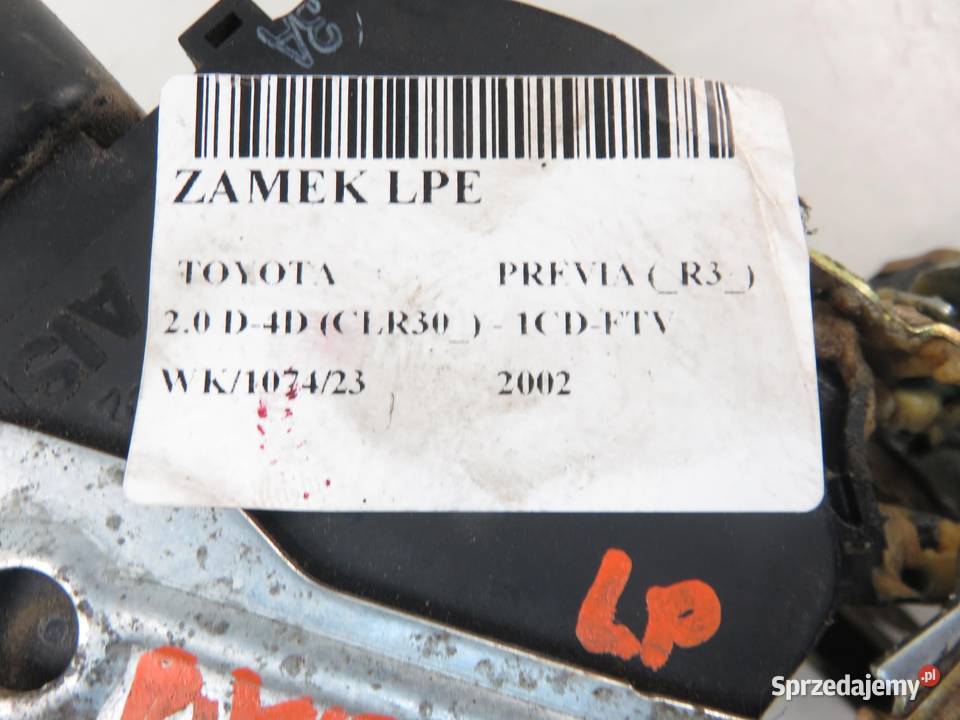 ZAMEK LPE
TOYOTA PREVIA (_R3_)
2.0 D-4D (CLR30_) - 1CD-FTV
WK/1074/23 2002
LP
Sprzedajemy.pl